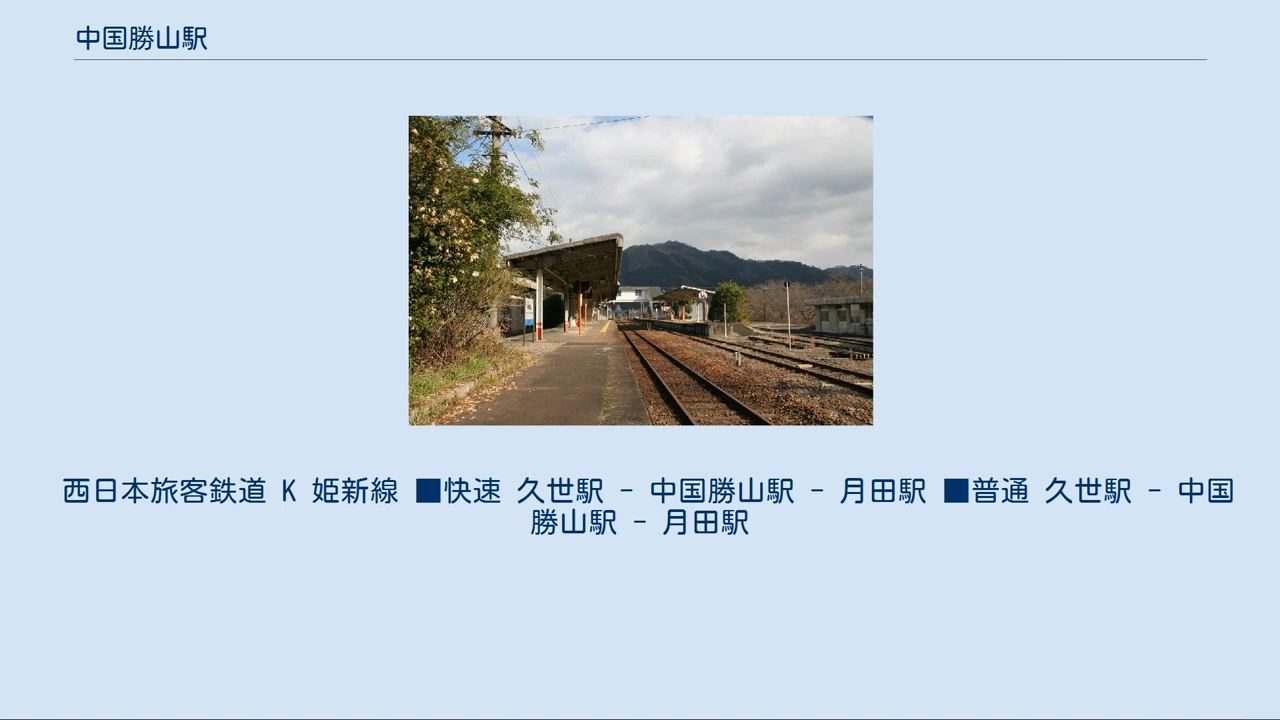 中国勝山駅
西日本旅客鉄道 K 姫新線 ■快速 久世駅 - 中国勝山駅 - 月田駅 ■普通 久世駅 - 中国
勝山駅 - 月田駅